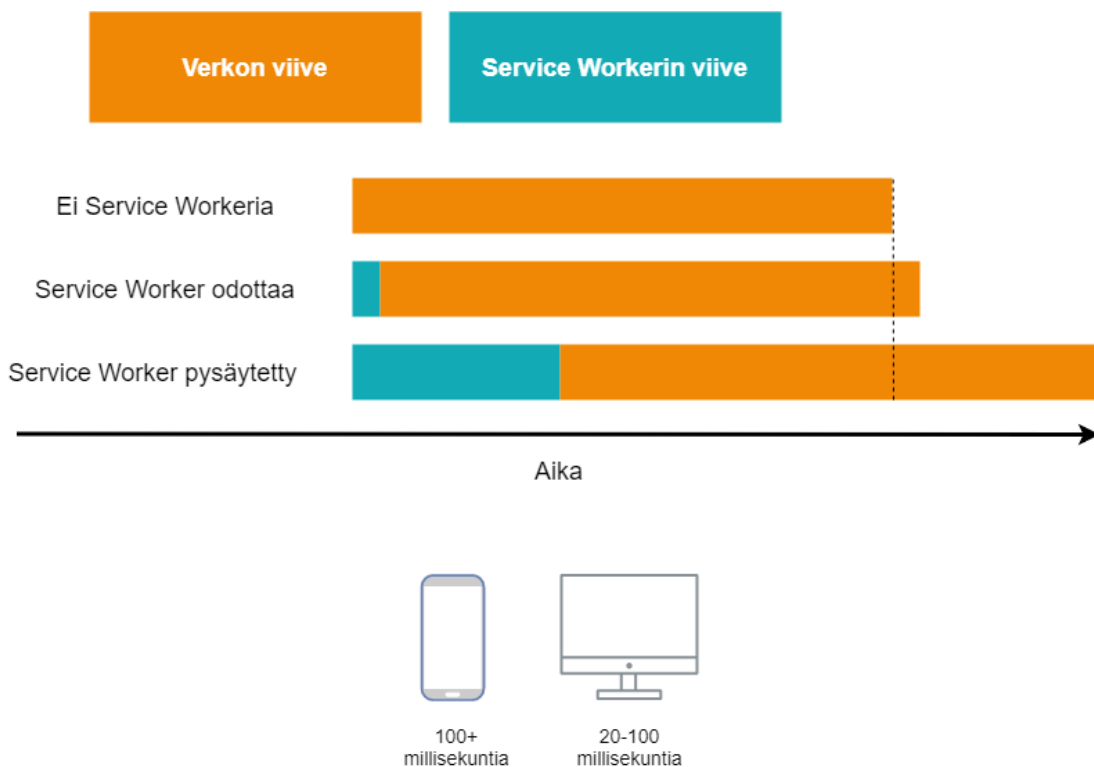 Verkon viive
Service Workerin viive
Ei Service Workeria
Service Worker odottaa
Service Worker pysäytetty
Aika
100+
millisekuntia
20-100
millisekuntia